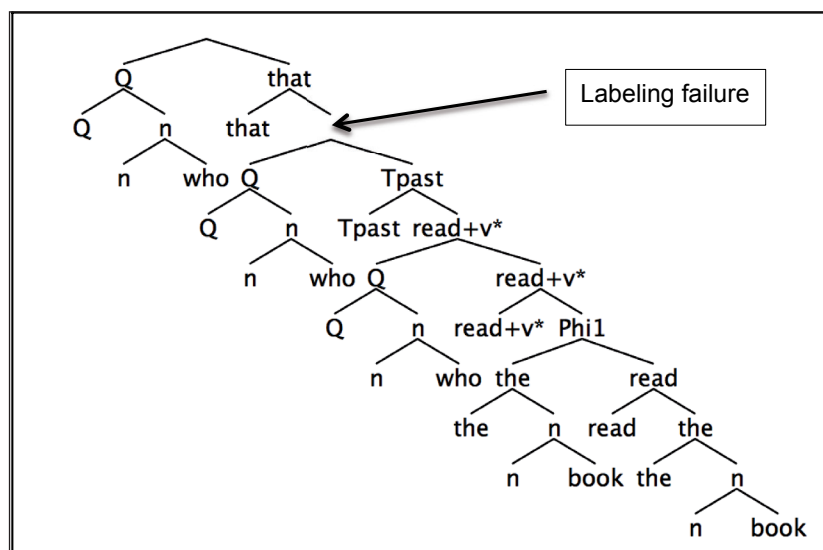 Q that
Labeling failure
Q n that
n who Q Tpast
Q n Tpast read+v*
n who Q read+v*
Q n read+v* Phi1
n who the read
the n read the
n book the n
n book